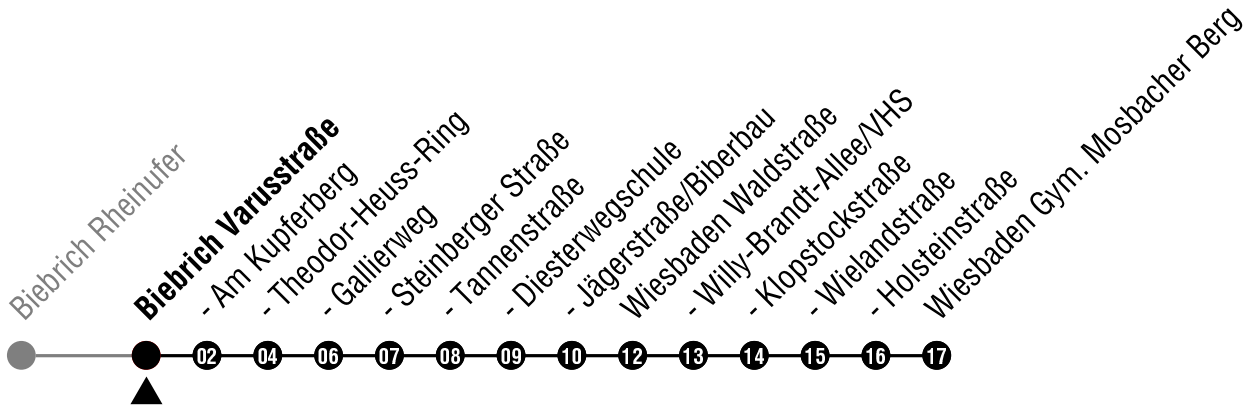 Biebrich Rheinufer
Biebrich Varusstraße
- Am Kupferberg
- Theodor-Heuss-Ring
- Gallierweg
- Steinberger Straße
- Tannenstraße
- Diesterwegschule
- Jägerstraße/Biberbau
Wiesbaden Waldstraße
- Willy-Brandt-Allee/VHS
- Klopstockstraße
- Wielandstraße
- Holsteinstraße
Wiesbaden Gym. Mosbacher Berg
02 04 06 07 08 09 10 12 13 14 15 16 17